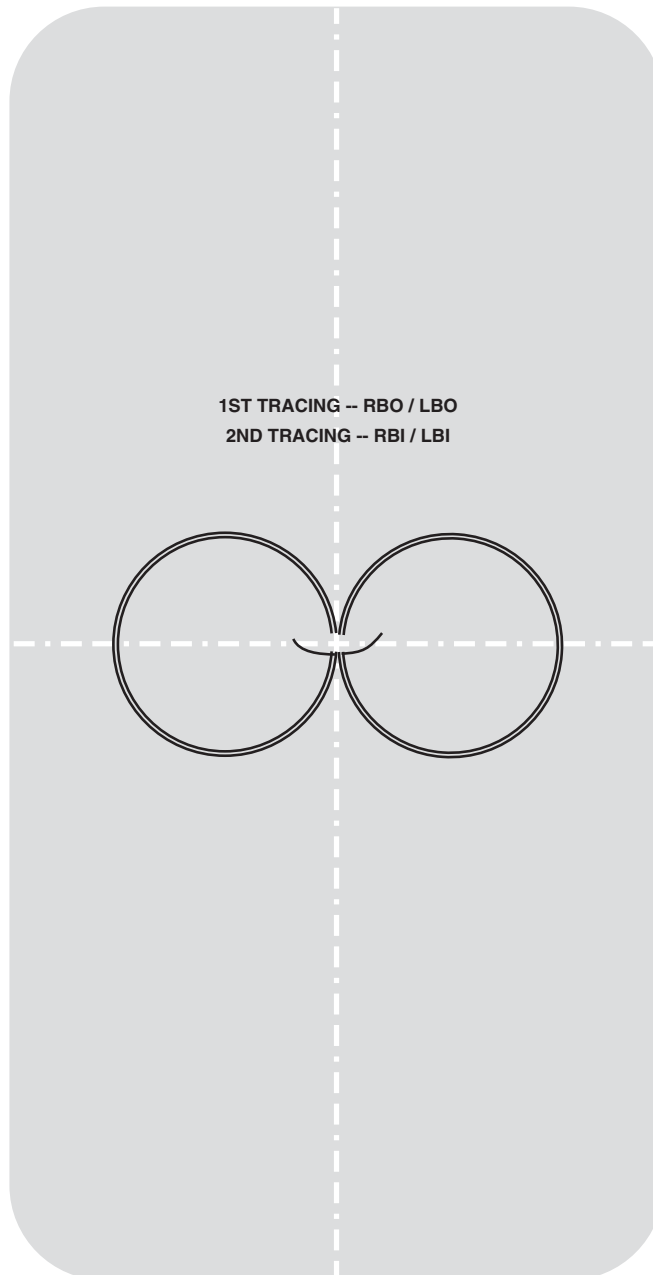 1ST TRACING -- RBO / LBO
2ND TRACING -- RBI / LBI